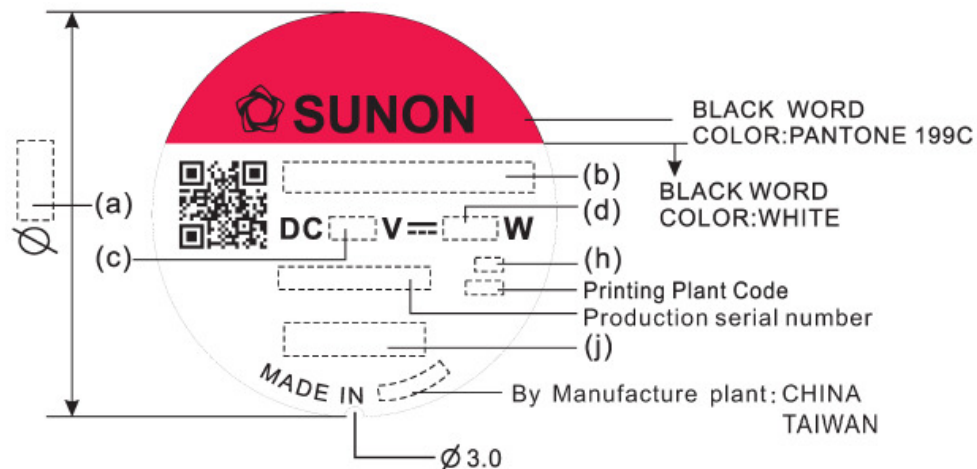 SUNON
BLACK WORD
COLOR:PANTONE 199C
BLACK WORD
COLOR:WHITE
(a)
(b)
DC V⎓ W
(d)
(c)
(h)
Printing Plant Code
Production serial number
(j)
MADE IN
By Manufacture plant: CHINA
TAIWAN
Ø
Ø 3.0